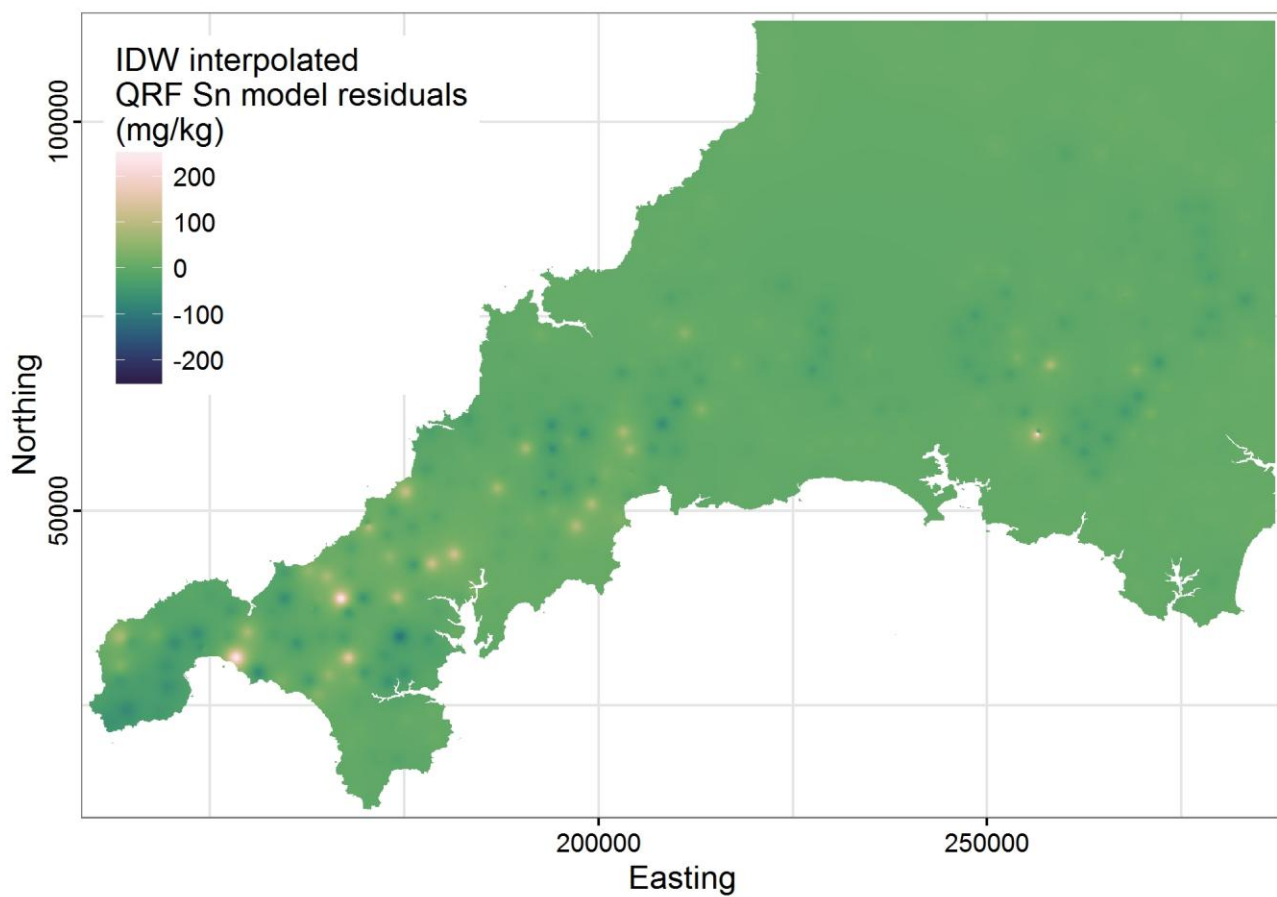 IDW interpolated
QRF Sn model residuals
(mg/kg)
200
100
0
-100
-200
100000
50000
Northing
200000
250000
Easting